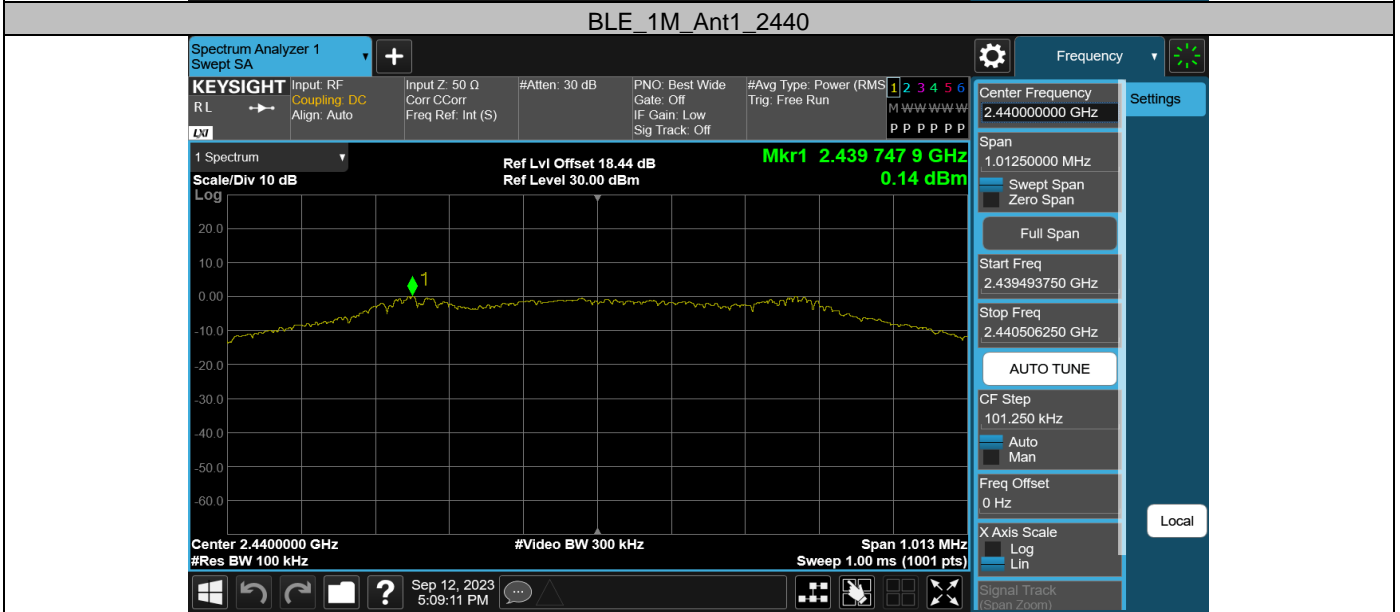 BLE_1M_Ant1_2440
Spectrum Analyzer 1
Swept SA
+
Frequency
KEYSIGHT
RL
LXI
Input: RF
Coupling: DC
Align: Auto
Input Z: 50 Ω
Corr CCorr
Freq Ref: Int (S)
#Atten: 30 dB
PNO: Best Wide
Gate: Off
IF Gain: Low
Sig Track: Off
#Avg Type: Power (RMS
Trig: Free Run
1 2 3 4 5 6
M W W W W W
P P P P P P
1 Spectrum
Scale/Div 10 dB
Ref Lvl Offset 18.44 dB
Ref Level 30.00 dBm
Mkr1 2.439 747 9 GHz
0.14 dBm
Log
20.0
10.0
0.00
-10.0
-20.0
-30.0
-40.0
-50.0
-60.0
1
Center 2.4400000 GHz
#Res BW 100 kHz
#Video BW 300 kHz
Span 1.013 MHz
Sweep 1.00 ms (1001 pts)
Center Frequency
2.440000000 GHz
Span
1.01250000 MHz
Swept Span
Zero Span
Full Span
Start Freq
2.439493750 GHz
Stop Freq
2.440506250 GHz
AUTO TUNE
CF Step
101.250 kHz
Auto
Man
Freq Offset
0 Hz
X Axis Scale
Log
Lin
Signal Track
(Span Zoom)
Settings
Local
?
Sep 12, 2023
5:09:11 PM